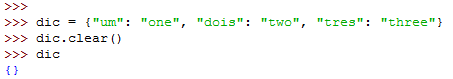 >>>
>>> dic = {"um": "one", "dois": "two", "tres": "three"}
>>> dic.clear()
>>> dic
{}